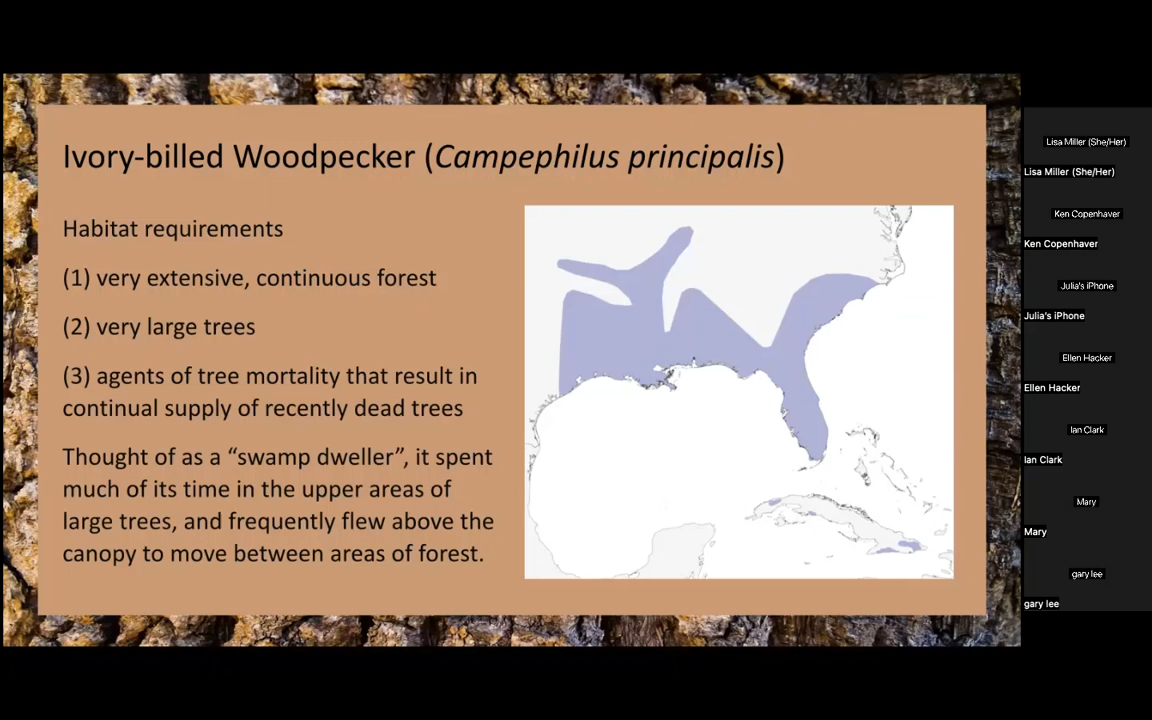 Ivory-billed Woodpecker (Campephilus principalis)
Habitat requirements
(1) very extensive, continuous forest
(2) very large trees
(3) agents of tree mortality that result in
continual supply of recently dead trees
Thought of as a “swamp dweller”, it spent
much of its time in the upper areas of
large trees, and frequently flew above the
canopy to move between areas of forest.
Lisa Miller (She/Her)
Lisa Miller (She/Her)
Ken Copenhaver
Ken Copenhaver
Julia's iPhone
Julia's iPhone
Ellen Hacker
Ellen Hacker
Ian Clark
Ian Clark
Mary
Mary
gary lee
gary lee